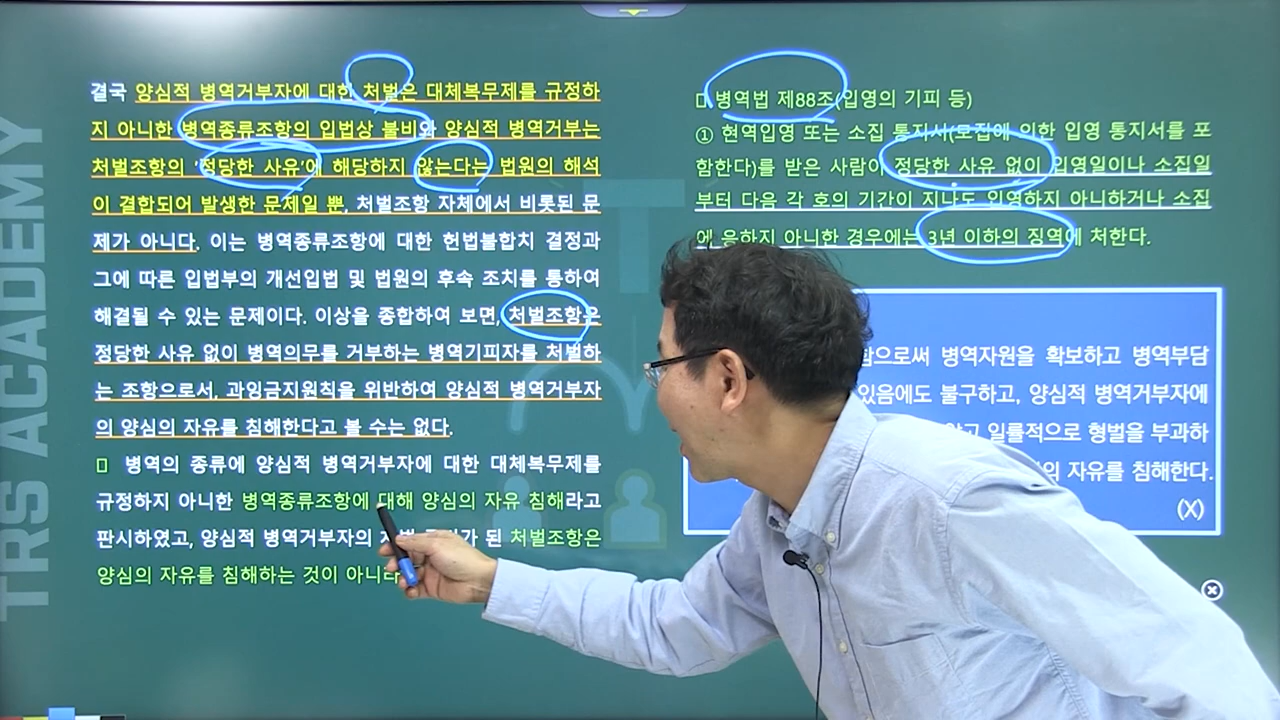 결국 양심적 병역거부자에 대한 처벌은 대체복무제를 규정하
지 아니한 병역종류조항의 입법상 불비와 양심적 병역거부는
처벌조항의 '정당한 사유'에 해당하지 않는다는 법원의 해석
이 결합되어 발생한 문제일 뿐, 처벌조항 자체에서 비롯된 문
제가 아니다. 이는 병역종류조항에 대한 헌법불합치 결정과
그에 따른 입법부의 개선입법 및 법원의 후속 조치를 통하여
해결될 수 있는 문제이다. 이상을 종합하여 보면, 처벌조항은
정당한 사유 없이 병역의무를 거부하는 병역기피자를 처벌하
는 조항으로서, 과잉금지원칙을 위반하여 양심적 병역거부자
의 양심의 자유를 침해한다고 볼 수는 없다.
병역의 종류에 양심적 병역거부자에 대한 대체복무제를
규정하지 아니한 병역종류조항에 대해 양심의 자유 침해라고
판시하였고, 양심적 병역거부자의 된 처벌조항은
양심의 자유를 침해하는 것이
병역법 제88조(입영의 기피 등)
① 현역입영 또는 소집 통지서(모집에 의한 입영 통지서를 포
함한다)를 받은 사람이 정당한 사유 없이 입영일이나 소집일
부터 다음 각 호의 기간이 지나도 입영하지 아니하거나 소집
에 응하지 아니한 경우에는 3년 이하의 징역에 처한다.
함으로써 병역자원을 확보하고 병역부담
있음에도 불구하고, 양심적 병역거부자에
일률적으로 형벌을 부과하
자유를 침해한다.
(X)
TRS ACADEMY